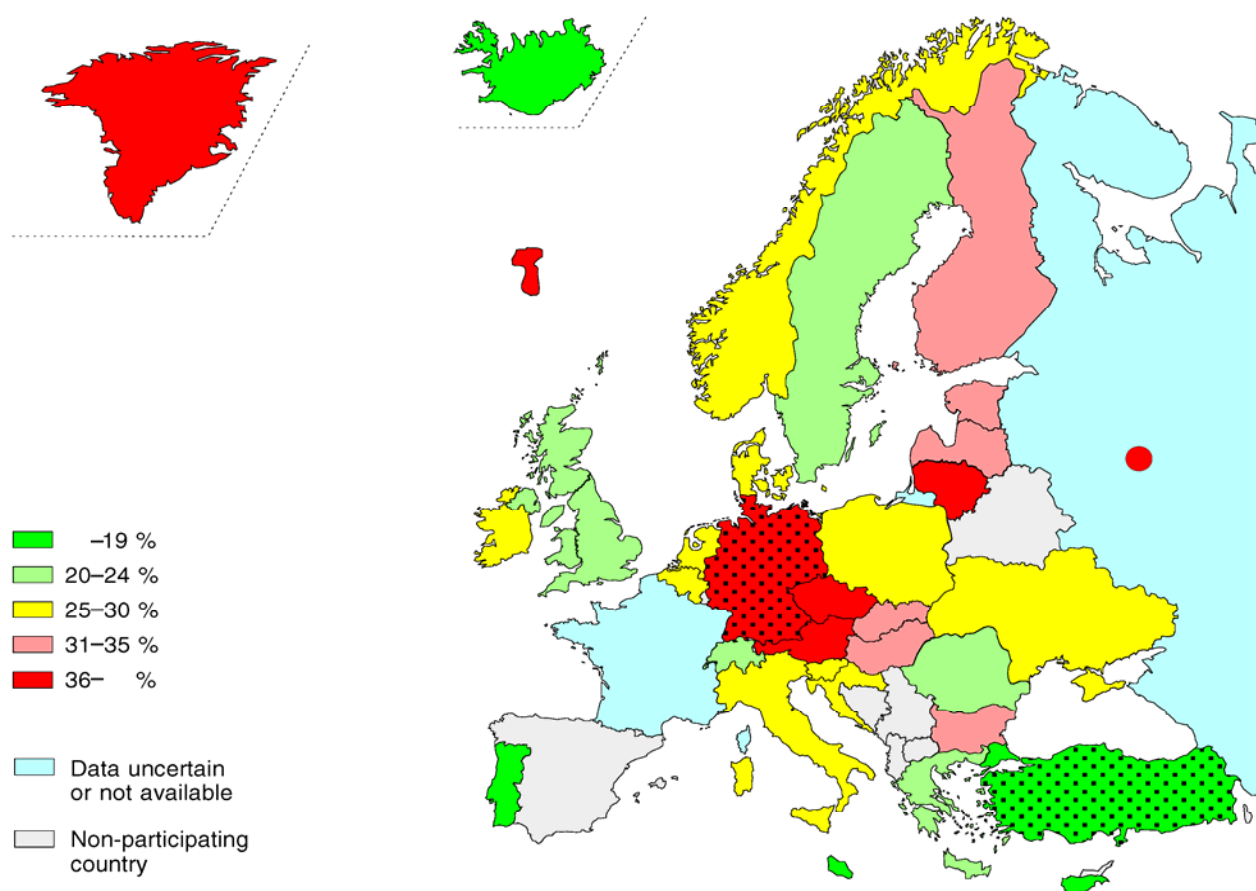 –19 %
20–24 %
25–30 %
31–35 %
36– %
Data uncertain
or not available
Non-participating
country